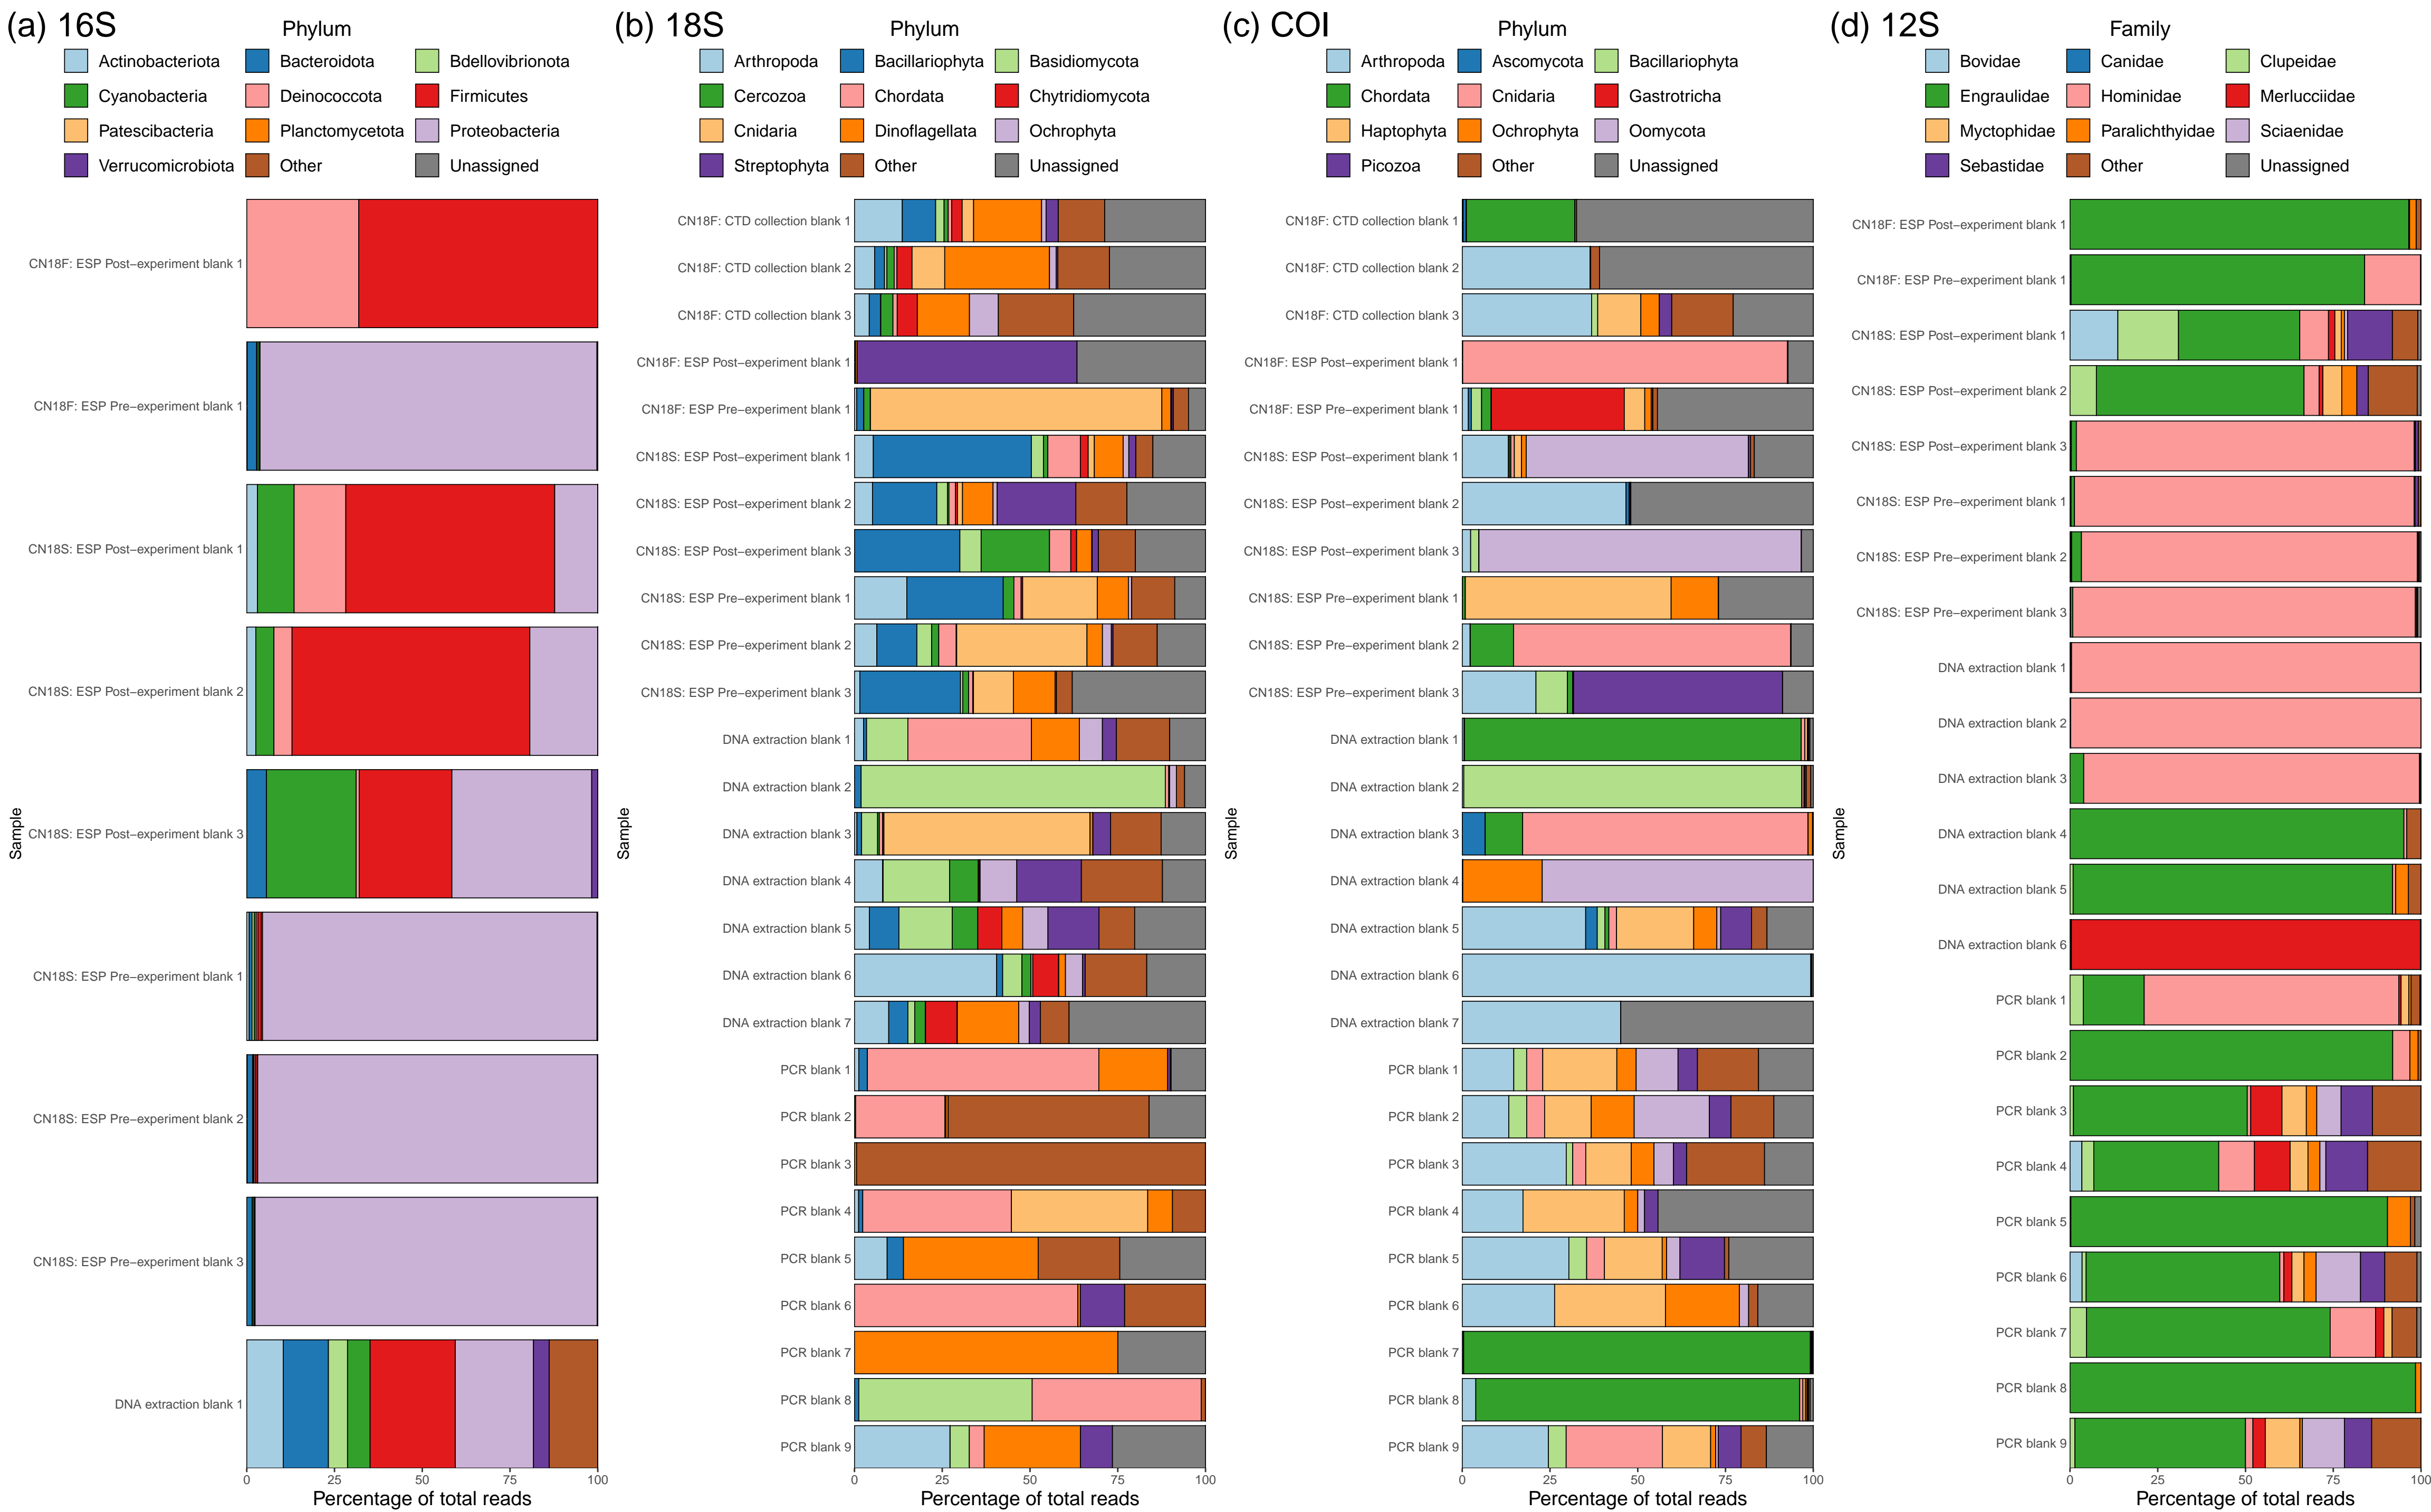 (a) 16S
Phylum
Actinobacteriota Bacteroidota Bdellovibrionota
Cyanobacteria Deinococcota Firmicutes
Patescibacteria Planctomycetota Proteobacteria
Verrucomicrobiota Other Unassigned
Sample
CN18F: ESP Post−experiment blank 1
CN18F: ESP Pre−experiment blank 1
CN18S: ESP Post−experiment blank 1
CN18S: ESP Post−experiment blank 2
CN18S: ESP Post−experiment blank 3
CN18S: ESP Pre−experiment blank 1
CN18S: ESP Pre−experiment blank 2
CN18S: ESP Pre−experiment blank 3
DNA extraction blank 1
0 25 50 75 100
Percentage of total reads
(b) 18S
Phylum
Arthropoda Bacillariophyta Basidiomycota
Cercozoa Chordata Chytridiomycota
Cnidaria Dinoflagellata Ochrophyta
Streptophyta Other Unassigned
Sample
CN18F: CTD collection blank 1
CN18F: CTD collection blank 2
CN18F: CTD collection blank 3
CN18F: ESP Post−experiment blank 1
CN18F: ESP Pre−experiment blank 1
CN18S: ESP Post−experiment blank 1
CN18S: ESP Post−experiment blank 2
CN18S: ESP Post−experiment blank 3
CN18S: ESP Pre−experiment blank 1
CN18S: ESP Pre−experiment blank 2
CN18S: ESP Pre−experiment blank 3
DNA extraction blank 1
DNA extraction blank 2
DNA extraction blank 3
DNA extraction blank 4
DNA extraction blank 5
DNA extraction blank 6
DNA extraction blank 7
PCR blank 1
PCR blank 2
PCR blank 3
PCR blank 4
PCR blank 5
PCR blank 6
PCR blank 7
PCR blank 8
PCR blank 9
0 25 50 75 100
Percentage of total reads
(c) COI
Phylum
Arthropoda Ascomycota Bacillariophyta
Chordata Cnidaria Gastrotricha
Haptophyta Ochrophyta Oomycota
Picozoa Other Unassigned
Sample
CN18F: CTD collection blank 1
CN18F: CTD collection blank 2
CN18F: CTD collection blank 3
CN18F: ESP Post−experiment blank 1
CN18F: ESP Pre−experiment blank 1
CN18S: ESP Post−experiment blank 1
CN18S: ESP Post−experiment blank 2
CN18S: ESP Post−experiment blank 3
CN18S: ESP Pre−experiment blank 1
CN18S: ESP Pre−experiment blank 2
CN18S: ESP Pre−experiment blank 3
DNA extraction blank 1
DNA extraction blank 2
DNA extraction blank 3
DNA extraction blank 4
DNA extraction blank 5
DNA extraction blank 6
DNA extraction blank 7
PCR blank 1
PCR blank 2
PCR blank 3
PCR blank 4
PCR blank 5
PCR blank 6
PCR blank 7
PCR blank 8
PCR blank 9
0 25 50 75 100
Percentage of total reads
(d) 12S
Family
Bovidae Canidae Clupeidae
Engraulidae Hominidae Merlucciidae
Myctophidae Paralichthyidae Sciaenidae
Sebastidae Other Unassigned
Sample
CN18F: ESP Post−experiment blank 1
CN18F: ESP Pre−experiment blank 1
CN18S: ESP Post−experiment blank 1
CN18S: ESP Post−experiment blank 2
CN18S: ESP Post−experiment blank 3
CN18S: ESP Pre−experiment blank 1
CN18S: ESP Pre−experiment blank 2
CN18S: ESP Pre−experiment blank 3
DNA extraction blank 1
DNA extraction blank 2
DNA extraction blank 3
DNA extraction blank 4
DNA extraction blank 5
DNA extraction blank 6
PCR blank 1
PCR blank 2
PCR blank 3
PCR blank 4
PCR blank 5
PCR blank 6
PCR blank 7
PCR blank 8
PCR blank 9
0 25 50 75 100
Percentage of total reads